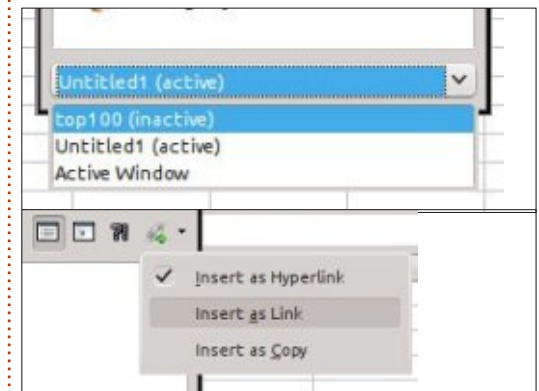 Untitled1 (active)
top100 (inactive)
Untitled1 (active)
Active Window
Insert as Hyperlink
Insert as Link
Insert as Copy